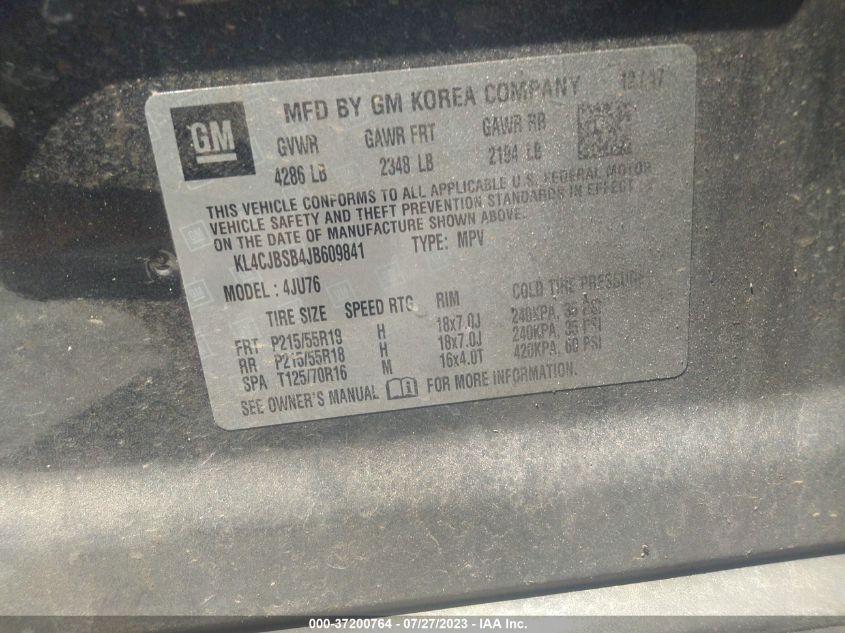 MFD BY GM KOREA COMPANY 12/17
GM
GVWR GAWR FRT GAWR RR
4286 LB 2348 LB 2194 LB
THIS VEHICLE CONFORMS TO ALL APPLICABLE U.S. FEDERAL MOTOR
VEHICLE SAFETY AND THEFT PREVENTION STANDARDS IN EFFECT
ON THE DATE OF MANUFACTURE SHOWN ABOVE.
KL4CJBSB4JB609841 TYPE: MPV
MODEL: 4JU76
TIRE SIZE SPEED RTG RIM COLD TIRE PRESSURE
FRT P215/55R18 H 18x7.0J 240KPA, 35 PSI
RR P215/55R18 H 18x7.0J 240KPA, 35 PSI
SPA T125/70R16 M 16x4.0T 420KPA, 60 PSI
SEE OWNER'S MANUAL FOR MORE INFORMATION.
000-37200764 / 07/27/2023 - IAA Inc.